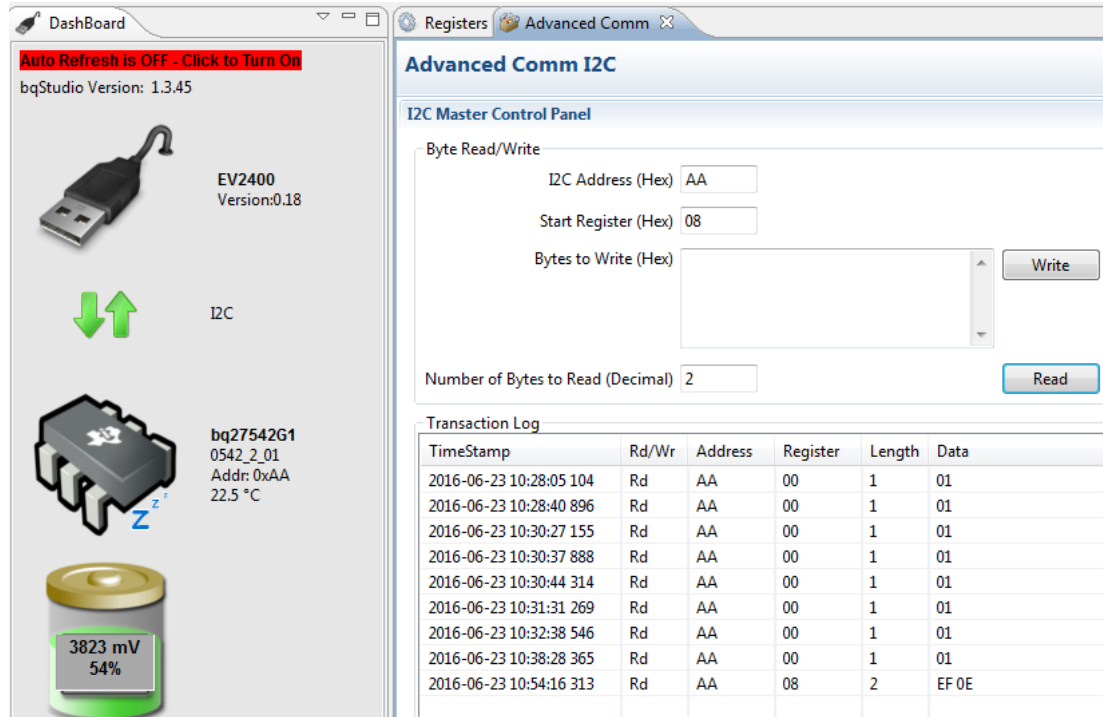 DashBoard
Auto Refresh is OFF - Click to Turn On
bqStudio Version: 1.3.45
EV2400
Version:0.18
I2C
bq27542G1
0542_2_01
Addr: 0xAA
22.5 °C
z z z
3823 mV
54%
Registers Advanced Comm
Advanced Comm I2C
I2C Master Control Panel
Byte Read/Write
I2C Address (Hex) AA
Start Register (Hex) 08
Bytes to Write (Hex) Write
Number of Bytes to Read (Decimal) 2 Read
Transaction Log
TimeStamp Rd/Wr Address Register Length Data
2016-06-23 10:28:05 104 Rd AA 00 1 01
2016-06-23 10:28:40 896 Rd AA 00 1 01
2016-06-23 10:30:27 155 Rd AA 00 1 01
2016-06-23 10:30:37 888 Rd AA 00 1 01
2016-06-23 10:30:44 314 Rd AA 00 1 01
2016-06-23 10:31:31 269 Rd AA 00 1 01
2016-06-23 10:32:38 546 Rd AA 00 1 01
2016-06-23 10:38:28 365 Rd AA 00 1 01
2016-06-23 10:54:16 313 Rd AA 08 2 EF 0E